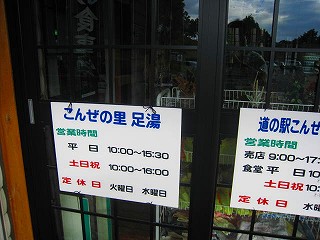 こんぜの里 足湯
営業時間
平 日 10:00～15:30
土日祝 10:00～16:00
定 休 日 火曜日 水曜日
道の駅こんぜ
営業時間
売店 9:00～17
食堂 平 日 10
土日祝 10
定 休 日 火